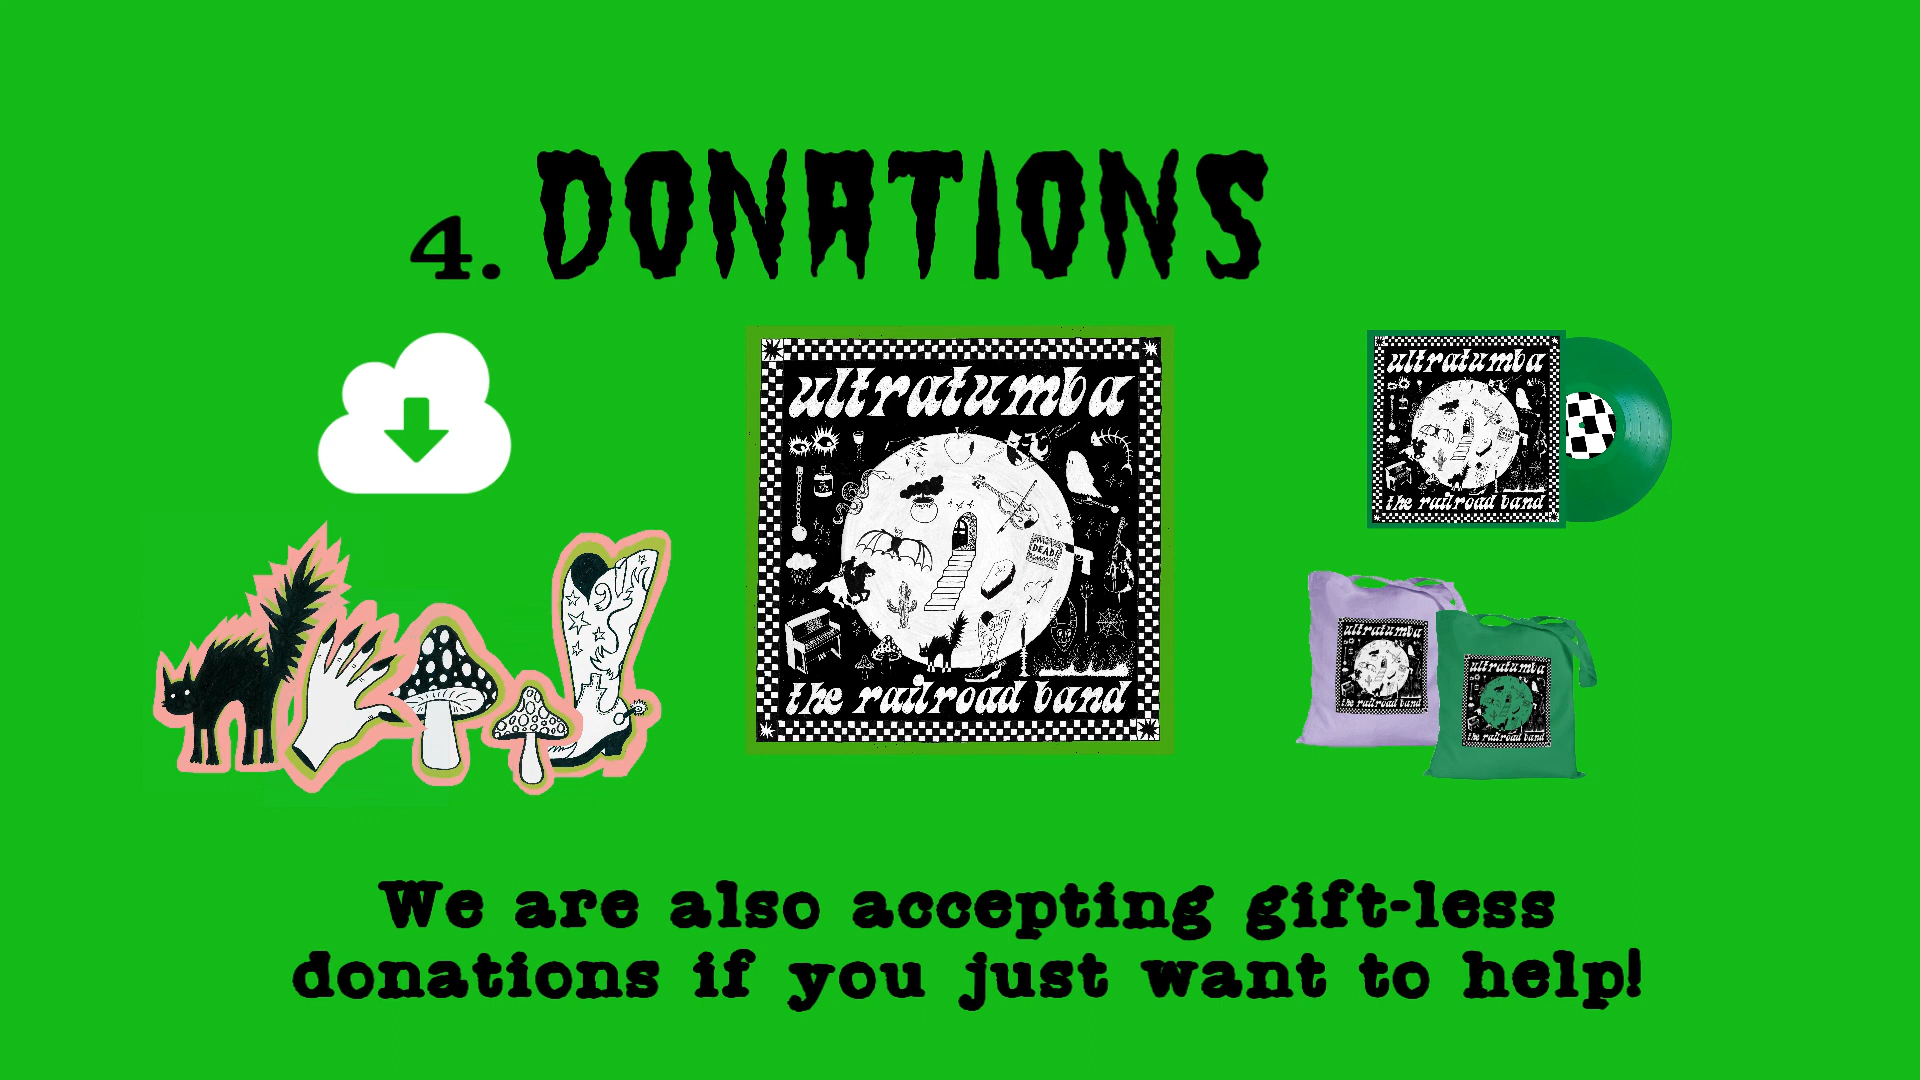 4. DONATIONS
ultratumba
DEAD!
the railroad band
ultratumba
the railroad band
ultratumba
the railroad band
ultratumba
the railroad band
We are also accepting gift-less
donations if you just want to help!